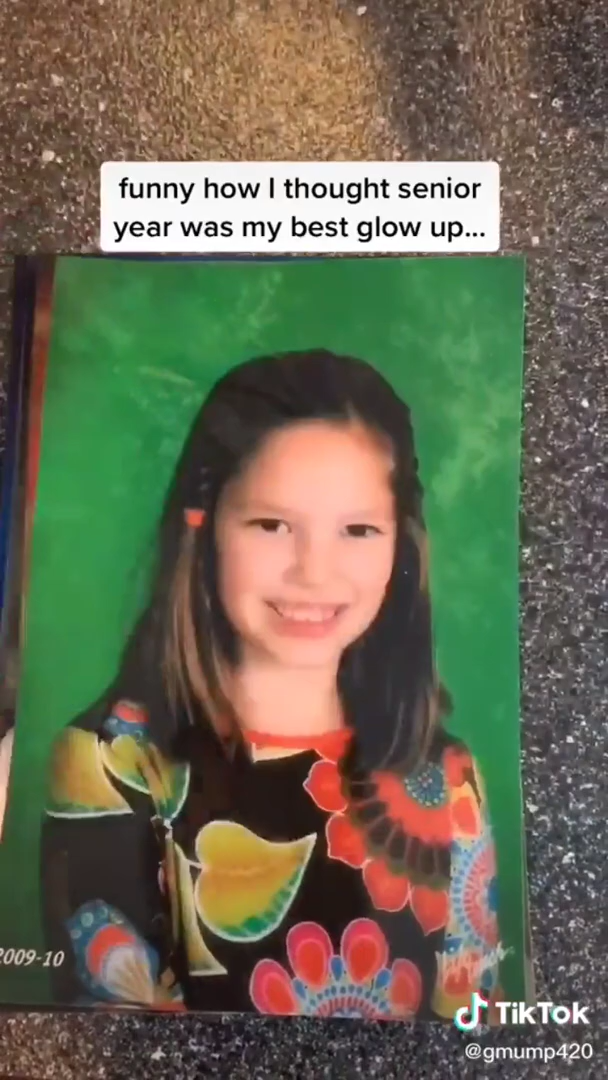 funny how I thought senior
year was my best glow up...
2009-10
TikTok
@gmump420